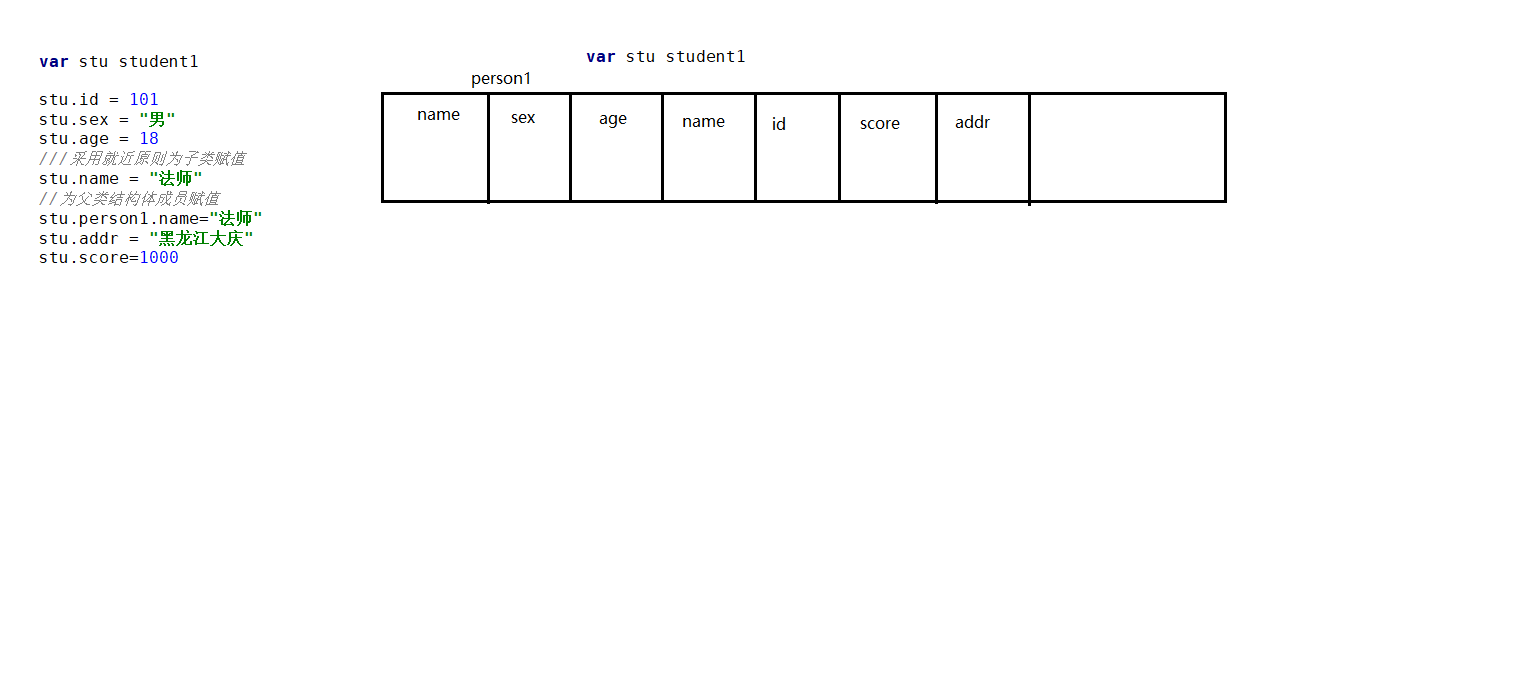 var stu student1
stu.id = 101
stu.sex = "男"
stu.age = 18
///采用就近原则为子类赋值
stu.name = "法师"
//为父类结构体成员赋值
stu.person1.name="法师"
stu.addr = "黑龙江大庆"
stu.score=1000
var stu student1
person1
name sex age name id score addr